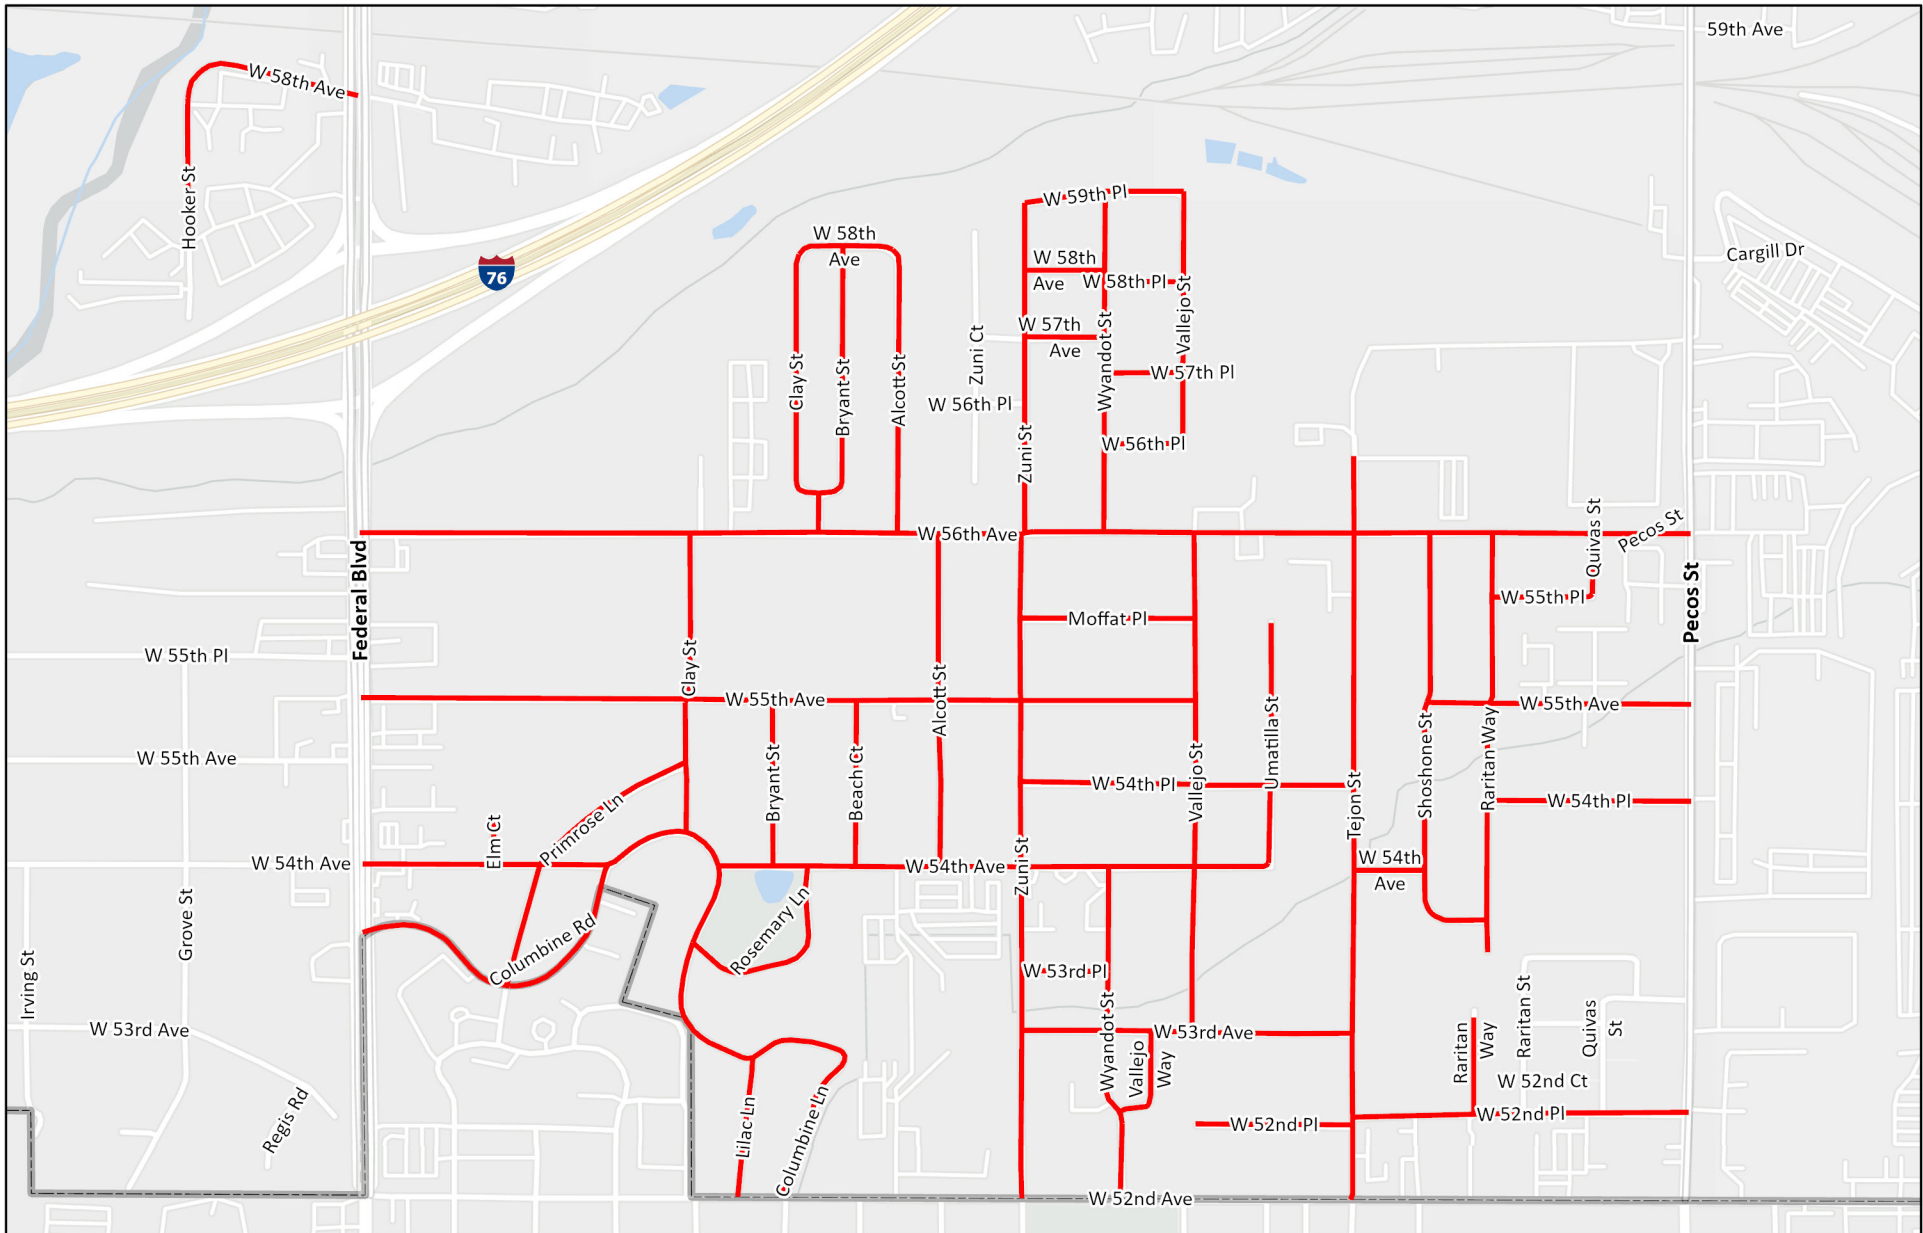 59th Ave
W 58th Ave
Hooker St
W 59th Pl
W 58th
Ave
W 58th
Ave
W 58th Pl
Cargill Dr
76
Vallejo St
W 57th
Ave
Zuni Ct
Wyandot St
Clay St
Bryant St
Alcott St
W 57th Pl
W 56th Pl
W 56th Pl
Zuni St
W 56th Ave
Quivas St
Pecos St
Federal Blvd
Pecos St
W 55th Pl
Moffat Pl
W 55th Pl
Clay St
W 55th Ave
Alcott St
W 55th Ave
Umatilla St
Shoshone St
Raritan Way
W 55th Ave
Bryant St
Beach Ct
W 54th Pl
Vallejo St
Tejon St
W 54th Pl
Elm Ct
Primrose Ln
W 54th Ave
W 54th Ave
Zuni St
W 54th
Ave
Grove St
Columbine Rd
Rosemary Ln
Irving St
W 53rd Pl
W 53rd Ave
Wyandot St
W 53rd Ave
Vallejo
Way
Raritan
Way
Raritan St
Quivas
St
W 52nd Ct
Regis Rd
Lilac Ln
Columbine Ln
W 52nd Pl
W 52nd Pl
W 52nd Ave